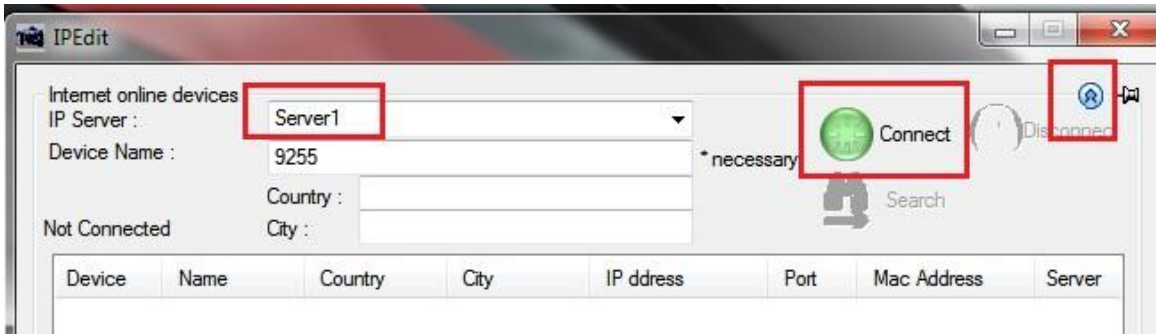 IPEdit
Internet online devices
IP Server : Server1
Connect Disconnect
Device Name : 9255 * necessary
Country :
Search
Not Connected City :
Device Name Country City IP ddress Port Mac Address Server